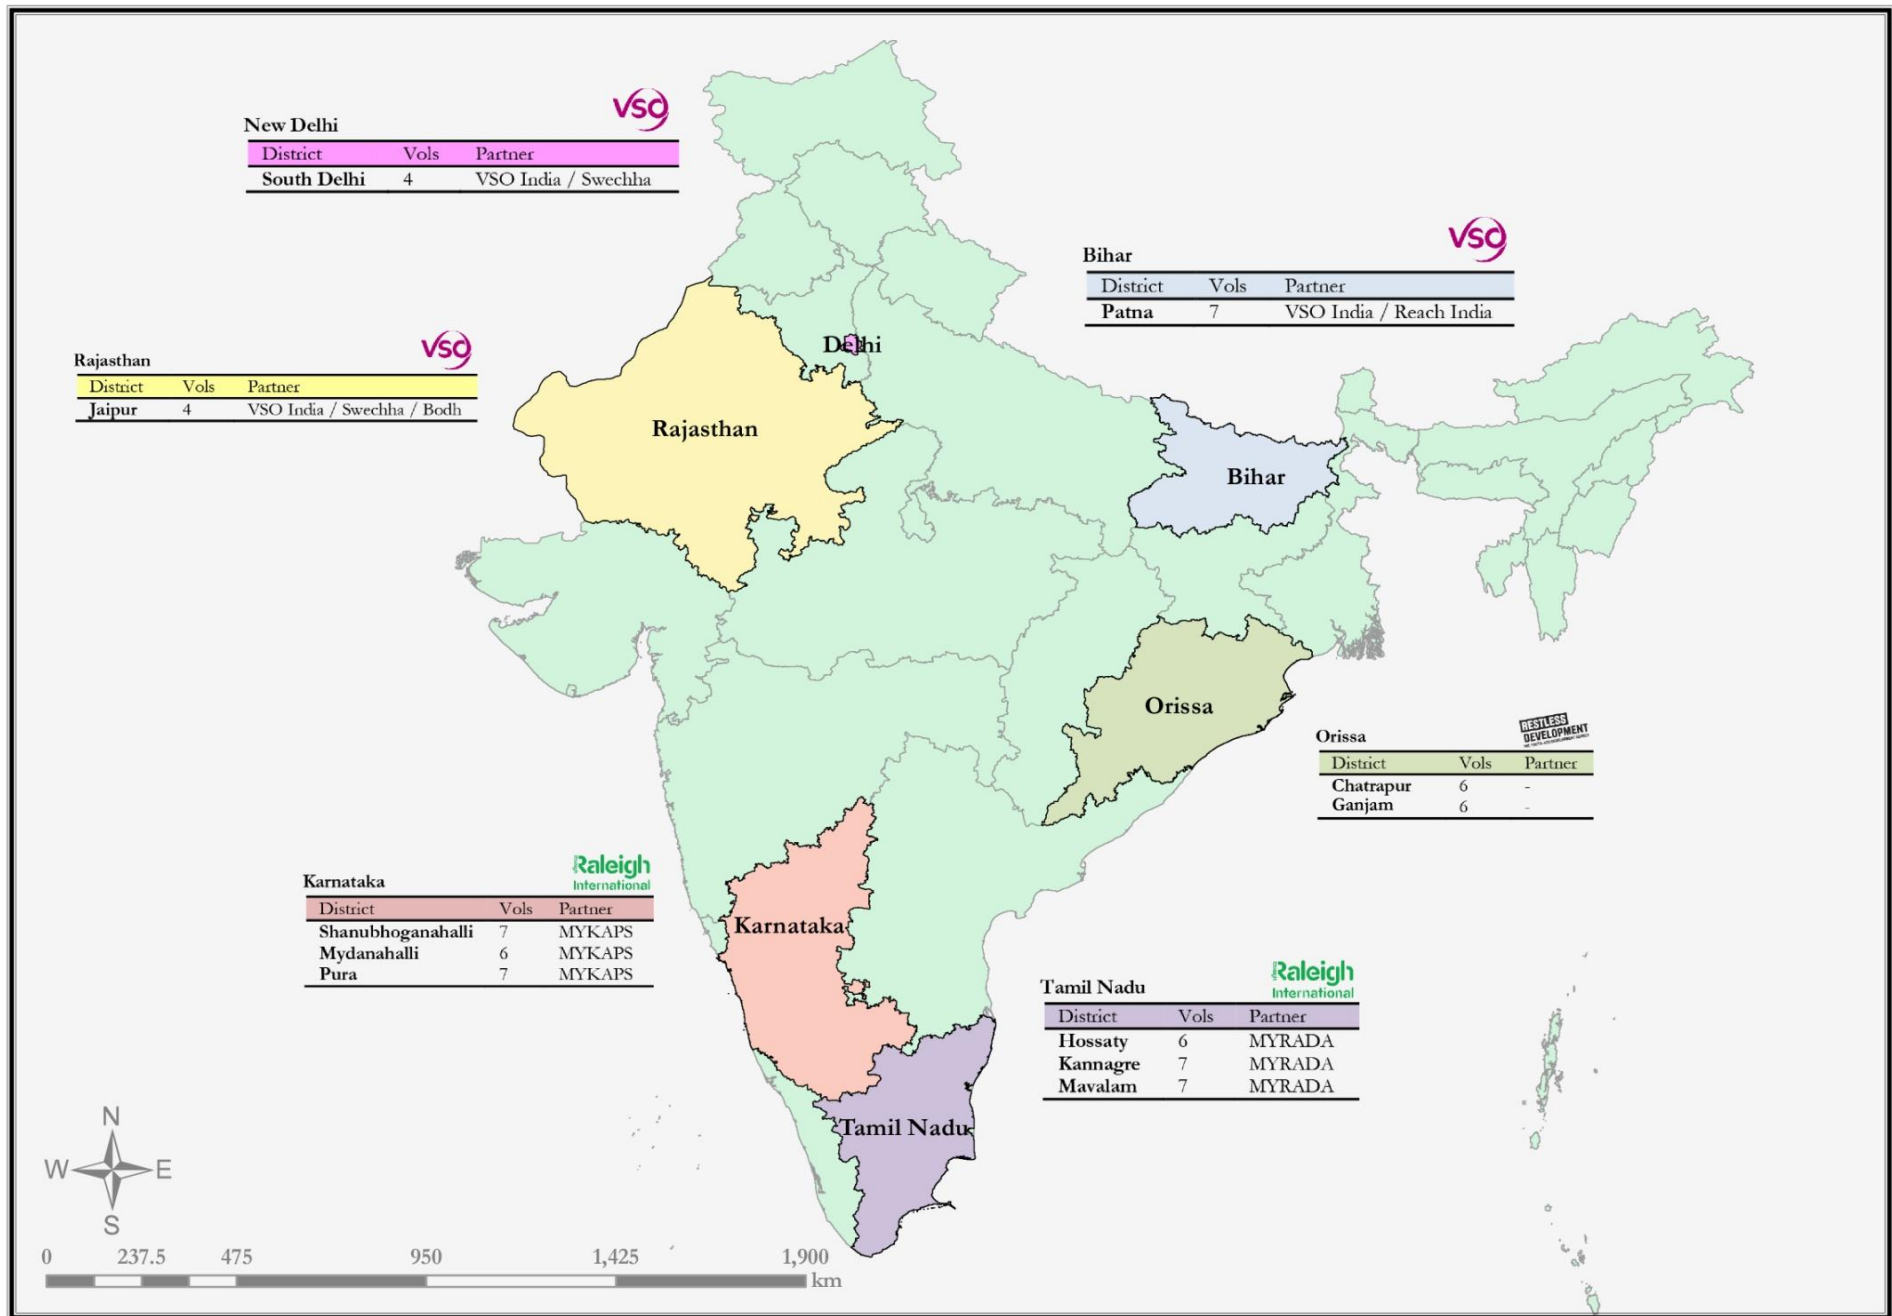 VSO
New Delhi
District Vols Partner
South Delhi 4 VSO India / Swechha
VSO
Bihar
District Vols Partner
Patna 7 VSO India / Reach India
VSO
Rajasthan
District Vols Partner
Jaipur 4 VSO India / Swechha / Bodh
Delhi
Rajasthan
Bihar
Orissa
RESTLESS
DEVELOPMENT
Orissa
District Vols Partner
Chatrapur 6 -
Ganjam 6 -
Raleigh
International
Karnataka
District Vols Partner
Shanubhoganahalli 7 MYKAPS
Mydanahalli 6 MYKAPS
Pura 7 MYKAPS
Karnataka
Raleigh
International
Tamil Nadu
District Vols Partner
Hossaty 6 MYRADA
Kannagre 7 MYRADA
Mavalam 7 MYRADA
Tamil Nadu
N
W E
S
0 237.5 475 950 1,425 1,900
km